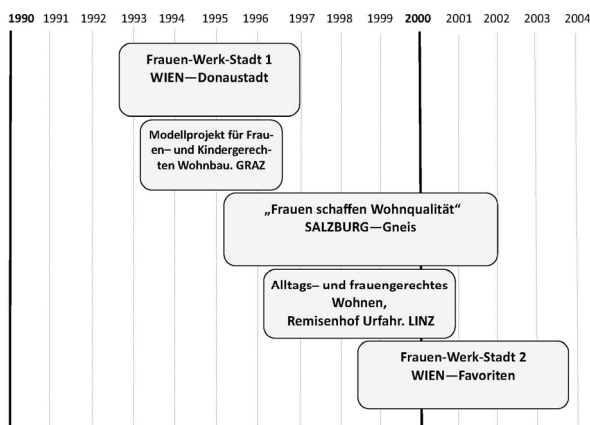 1990 1991 1992 1993 1994 1995 1996 1997 1998 1999 2000 2001 2002 2003 2004
Frauen-Werk-Stadt 1
WIEN—Donaustadt
Modellprojekt für Frau-
en– und Kindergerech-
ten Wohnbau. GRAZ
„Frauen schaffen Wohnqualität“
SALZBURG—Gneis
Alltags– und frauengerechtes
Wohnen,
Remisenhof Urfahr. LINZ
Frauen-Werk-Stadt 2
WIEN—Favoriten